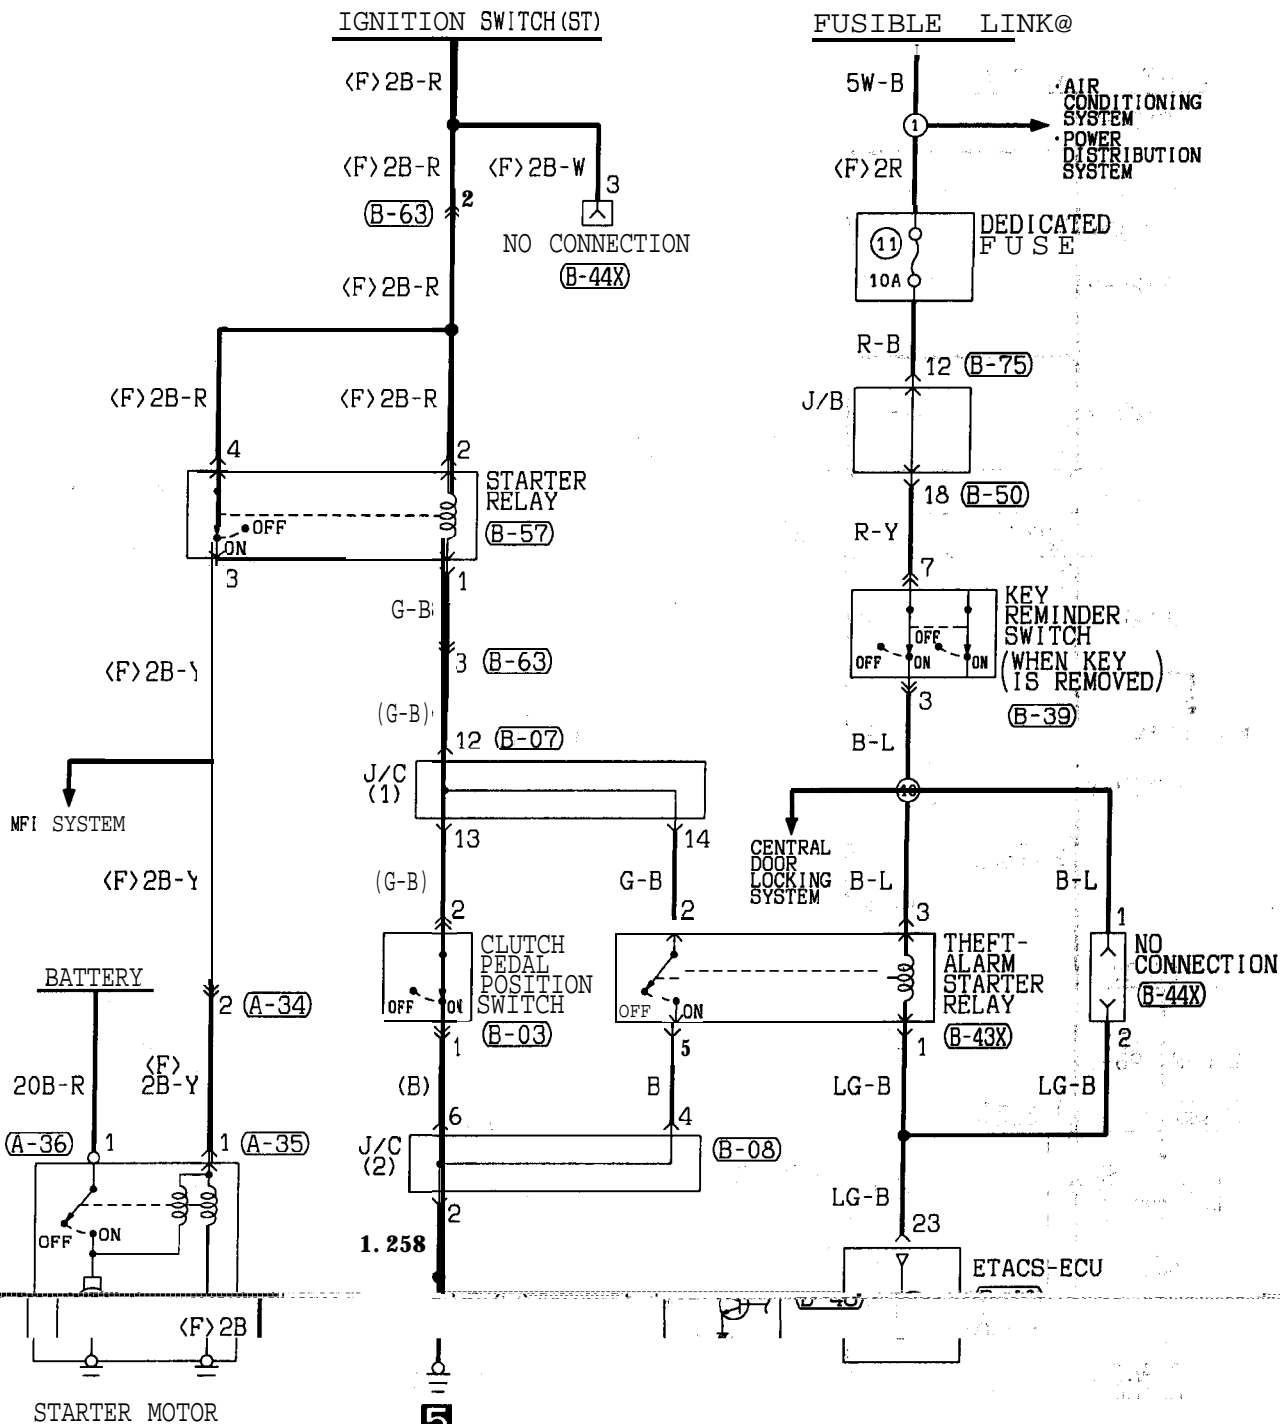 IGNITION SWITCH(ST)
FUSIBLE LINK@
<F>2B-R
5W-B
· AIR
CONDITIONING
SYSTEM
· POWER
DISTRIBUTION
SYSTEM
1
<F>2B-R
<F>2B-W
3
<F>2R
B-63
2
NO CONNECTION
B-44X
DEDICATED
FUSE
11
10A
<F>2B-R
R-B
12
B-75
<F>2B-R
<F>2B-R
J/B
4
2
STARTER
RELAY
B-57
18
B-50
OFF
ON
R-Y
3
1
7
G-B
KEY
REMINDER
SWITCH
(WHEN KEY
IS REMOVED)
B-39
OFF
OFF
ON
ON
3
B-63
3
<F>2B-Y
(G-B)
12
B-07
B-L
J/C
(1)
MFI SYSTEM
13
14
CENTRAL
DOOR
LOCKING
SYSTEM
<F>2B-Y
(G-B)
G-B
B-L
B-L
2
2
3
1
CLUTCH
PEDAL
POSITION
SWITCH
B-03
OFF
ON
OFF
ON
THEFT-
ALARM
STARTER
RELAY
B-43X
NO
CONNECTION
B-44X
BATTERY
2
A-34
1
5
1
2
20B-R
<F>
2B-Y
(B)
B
LG-B
LG-B
A-36
1
1
A-35
6
4
J/C
(2)
B-08
LG-B
2
23
OFF
ON
1.258
ETACS-ECU
<F>2B
STARTER MOTOR
5